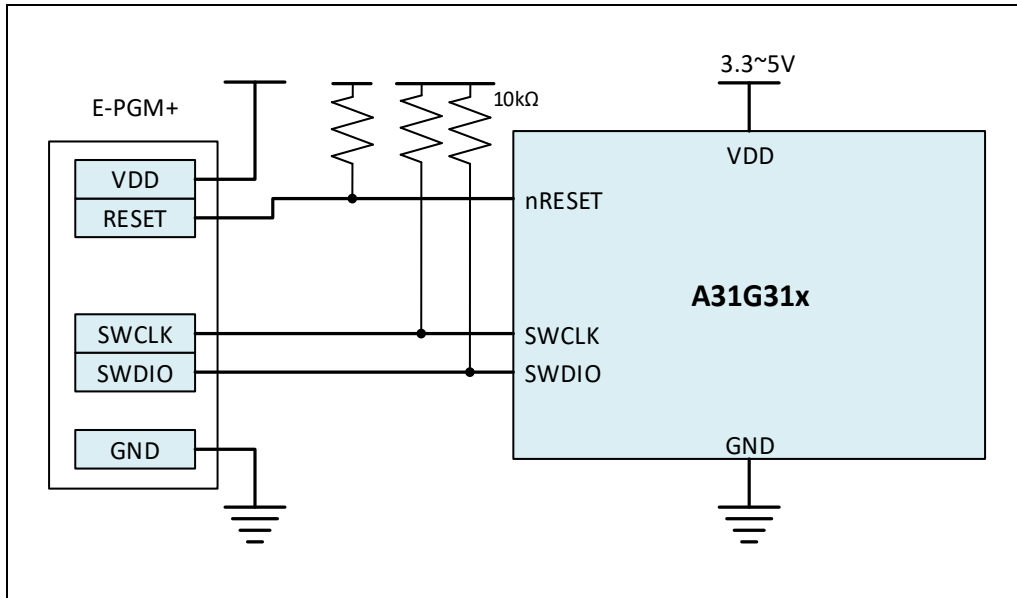 3.3~5V
E-PGM+
10kΩ
VDD
VDD
RESET
nRESET
A31G31x
SWCLK
SWCLK
SWDIO
SWDIO
GND
GND